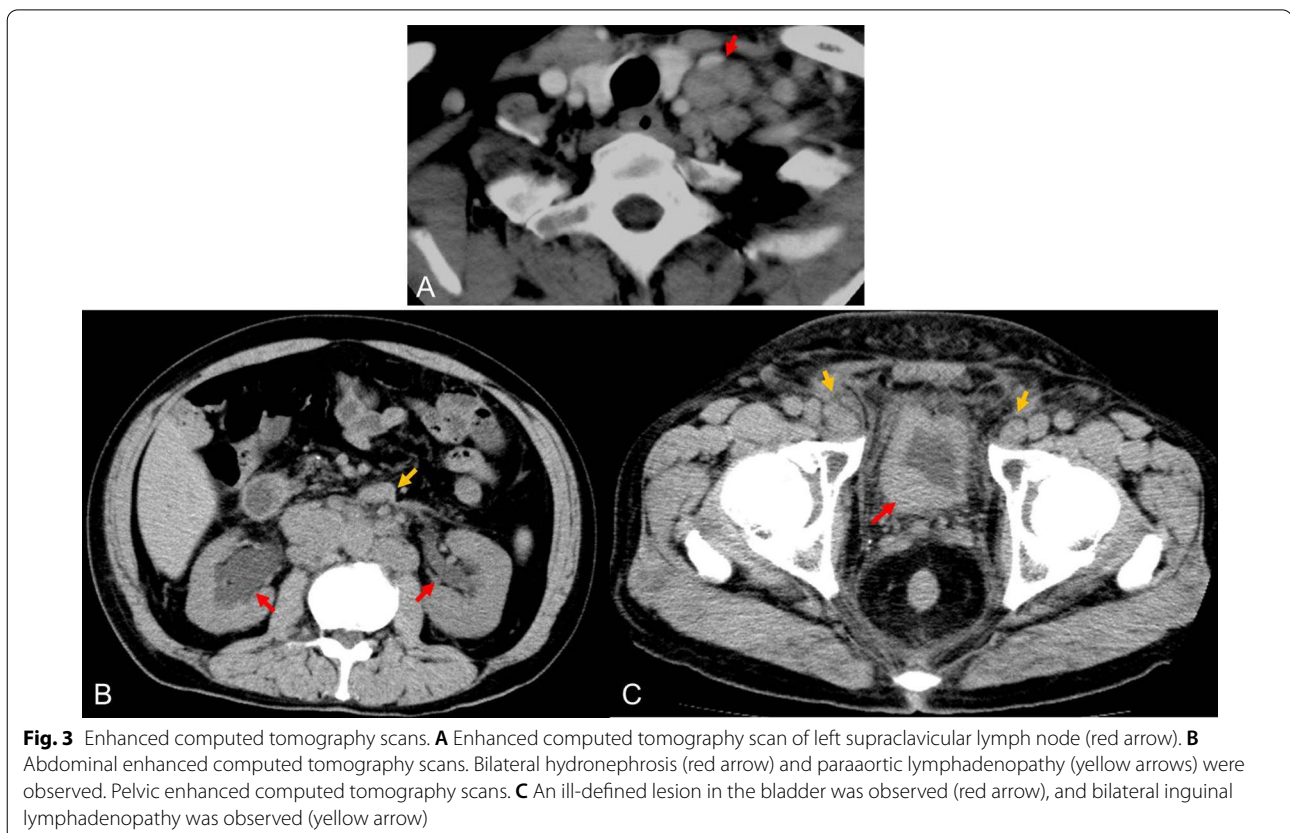 A
B
C
Fig. 3 Enhanced computed tomography scans. A Enhanced computed tomography scan of left supraclavicular lymph node (red arrow). B
Abdominal enhanced computed tomography scans. Bilateral hydronephrosis (red arrow) and paraaortic lymphadenopathy (yellow arrows) were
observed. Pelvic enhanced computed tomography scans. C An ill-defined lesion in the bladder was observed (red arrow), and bilateral inguinal
lymphadenopathy was observed (yellow arrow)